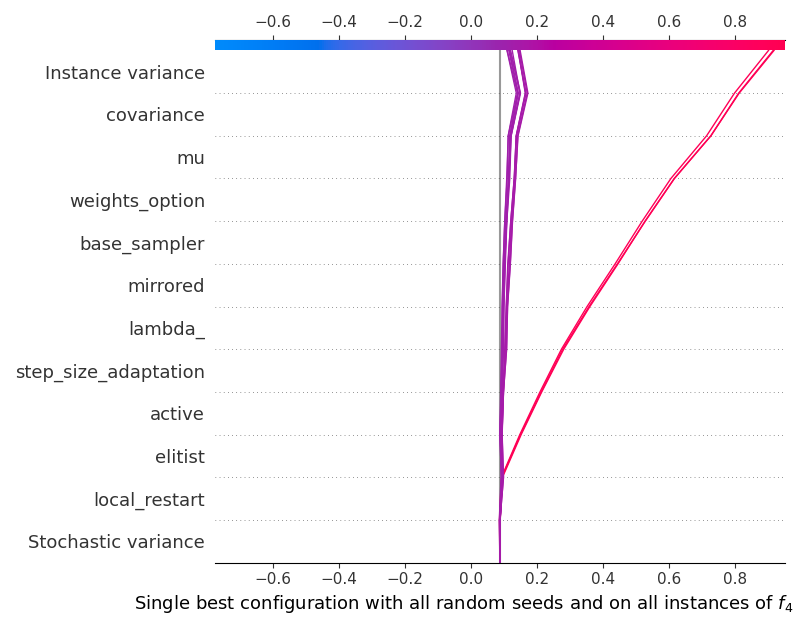 −0.6 −0.4 −0.2 0.0 0.2 0.4 0.6 0.8
Instance variance
covariance
mu
weights_option
base_sampler
mirrored
lambda_
step_size_adaptation
active
elitist
local_restart
Stochastic variance
−0.6 −0.4 −0.2 0.0 0.2 0.4 0.6 0.8
Single best configuration with all random seeds and on all instances of f₄